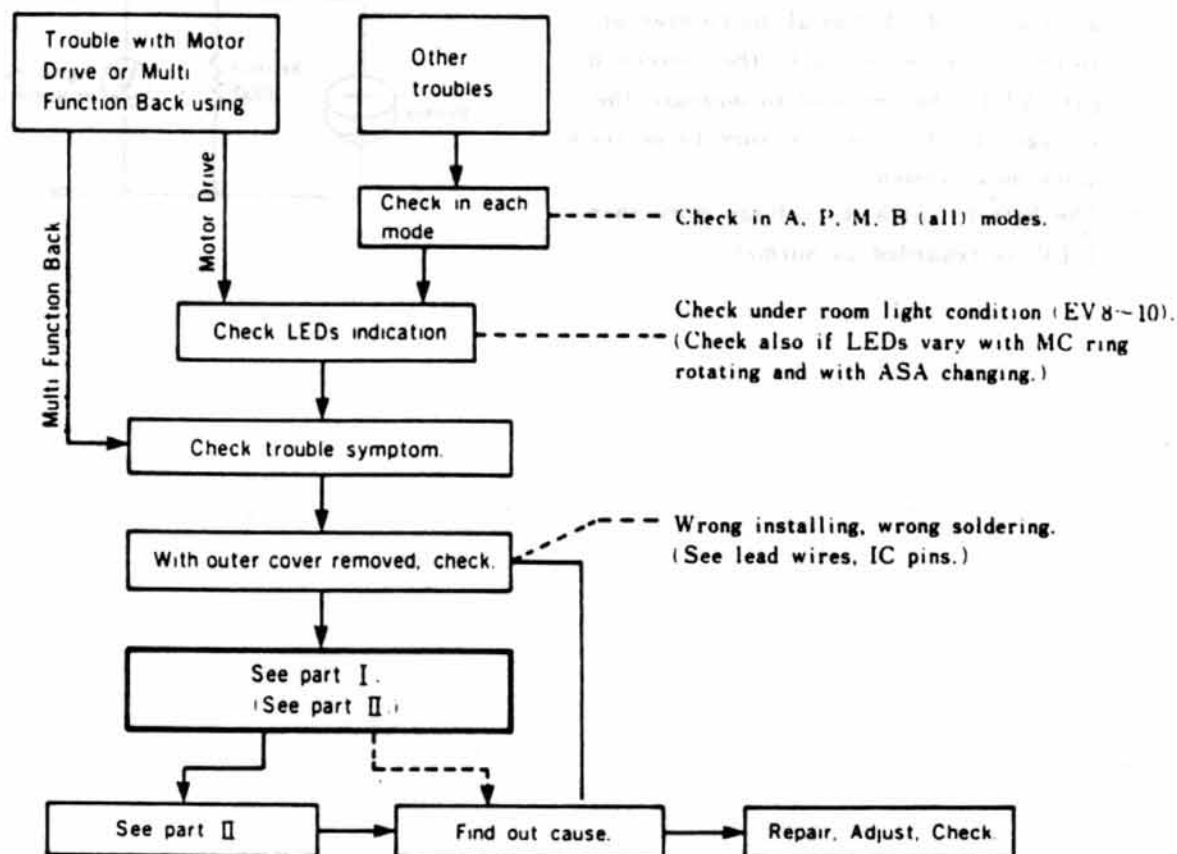 Trouble with Motor
Drive or Multi
Function Back using
Other
troubles
Multi Function Back
Motor Drive
Check in each
mode
Check in A, P, M, B (all) modes.
Check LEDs indication
Check under room light condition (EV 8~10).
(Check also if LEDs vary with MC ring
rotating and with ASA changing.)
Check trouble symptom.
With outer cover removed, check.
Wrong installing, wrong soldering.
(See lead wires, IC pins.)
See part I.
(See part II.)
See part II
Find out cause.
Repair, Adjust, Check.